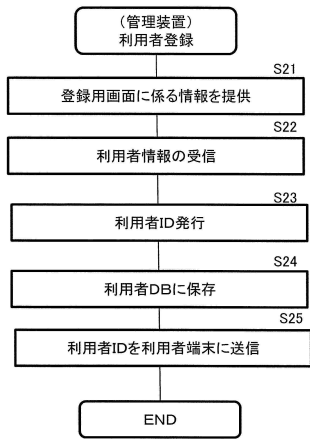 (管理装置)
利用者登録
S21
登録用画面に係る情報を提供
S22
利用者情報の受信
S23
利用者ID発行
S24
利用者DBに保存
S25
利用者IDを利用者端末に送信
END